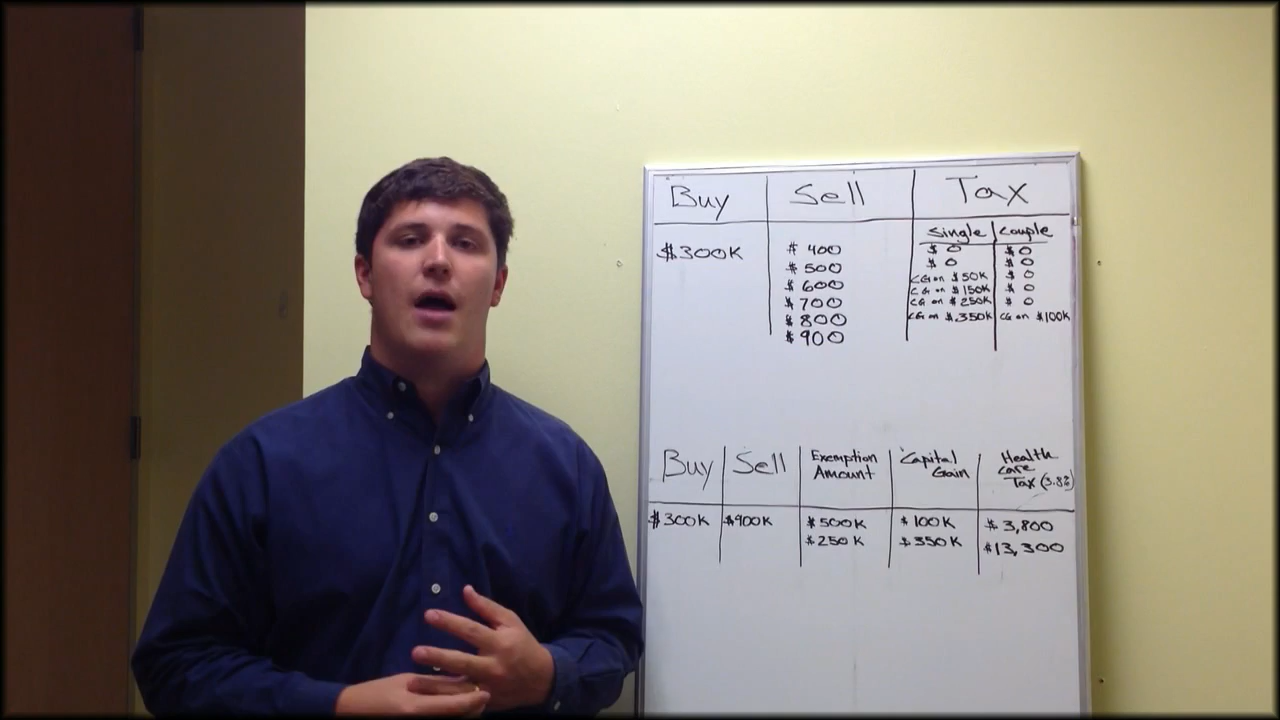 Buy Sell Tax
Single Couple
$300K $400 $0 $0
$500 $0 $0
$600 CG on $50K $0
$700 CG on $150K $0
$800 CG on $250K $0
$900 CG on $350K CG on $100K
Buy Sell Exemption Amount Capital Gain Health Care Tax (3.8%)
$300K $900K $500K $100K $3,800
$250K $350K $13,300